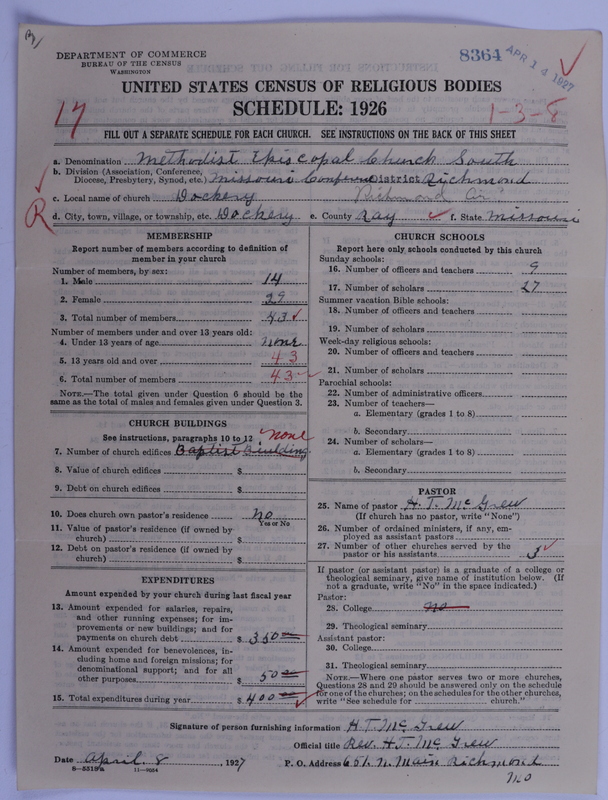 DEPARTMENT OF COMMERCE
BUREAU OF THE CENSUS
WASHINGTON
8364
APR 14 1927
UNITED STATES CENSUS OF RELIGIOUS BODIES
SCHEDULE: 1926
17
1-3-8
FILL OUT A SEPARATE SCHEDULE FOR EACH CHURCH. SEE INSTRUCTIONS ON THE BACK OF THIS SHEET
a. Denomination Methodist Episcopal Church South
b. Division (Association, Conference, Diocese, Presbytery, Synod, etc.) Missouri Conference District Richmond
c. Local name of church Dockery Richmond Cir
R
d. City, town, village, or township, etc. Dockery e. County Ray f. State Missouri
MEMBERSHIP
Report number of members according to definition of
member in your church
Number of members, by sex:
1. Male 14
2. Female 29
3. Total number of members 43
Number of members under and over 13 years old:
4. Under 13 years of age none
5. 13 years old and over 43
6. Total number of members 43
NOTE.—The total given under Question 6 should be
same as the total of males and females given under Question 3.
CHURCH BUILDINGS
See instructions, paragraphs 10 to 12 none
7. Number of church edifices Baptist Building
8. Value of church edifices $
9. Debt on church edifices $
10. Does church own pastor's residence No
Yes or No
11. Value of pastor's residence (if owned by
church) $
12. Debt on pastor's residence (if owned by
church) $
EXPENDITURES
Amount expended by your church during last fiscal year
13. Amount expended for salaries, repairs,
and other running expenses; for im-
provements or new buildings; and for
payments on church debt $ 350
14. Amount expended for benevolences, in-
cluding home and foreign missions; for
denominational support; and for all
other purposes $ 50
15. Total expenditures during year $ 400
CHURCH SCHOOLS
Report here only schools conducted by this church
Sunday schools:
16. Number of officers and teachers 9
17. Number of scholars 27
Summer vacation Bible schools:
18. Number of officers and teachers
19. Number of scholars
Week-day religious schools:
20. Number of officers and teachers
21. Number of scholars
Parochial schools:
22. Number of administrative officers
23. Number of teachers—
a. Elementary (grades 1 to 8)
b. Secondary
24. Number of scholars—
a. Elementary (grades 1 to 8)
b. Secondary
PASTOR
25. Name of pastor H. T. McGrew
(If church has no pastor, write "None")
26. Number of ordained ministers, if any, em-
ployed as assistant pastors
27. Number of other churches served by the
pastor or his assistants 3
If pastor (or assistant pastor) is a graduate of a college or
theological seminary, give name of institution below. (If
not a graduate, write "No" in the space indicated.)
Pastor:
28. College No
29. Theological seminary
Assistant pastor:
30. College
31. Theological seminary
NOTE.—Where one pastor serves two or more churches,
Questions 28 and 29 should be answered only on the schedule
for one of the churches; on the schedules for the other churches,
write "See schedule for church."
Signature of person furnishing information H. T. McGrew
Official title Rev. H. T. McGrew
Date April 8, 1927 P. O. Address 651 N. Main Richmond
Mo
8—5319a 11—9034